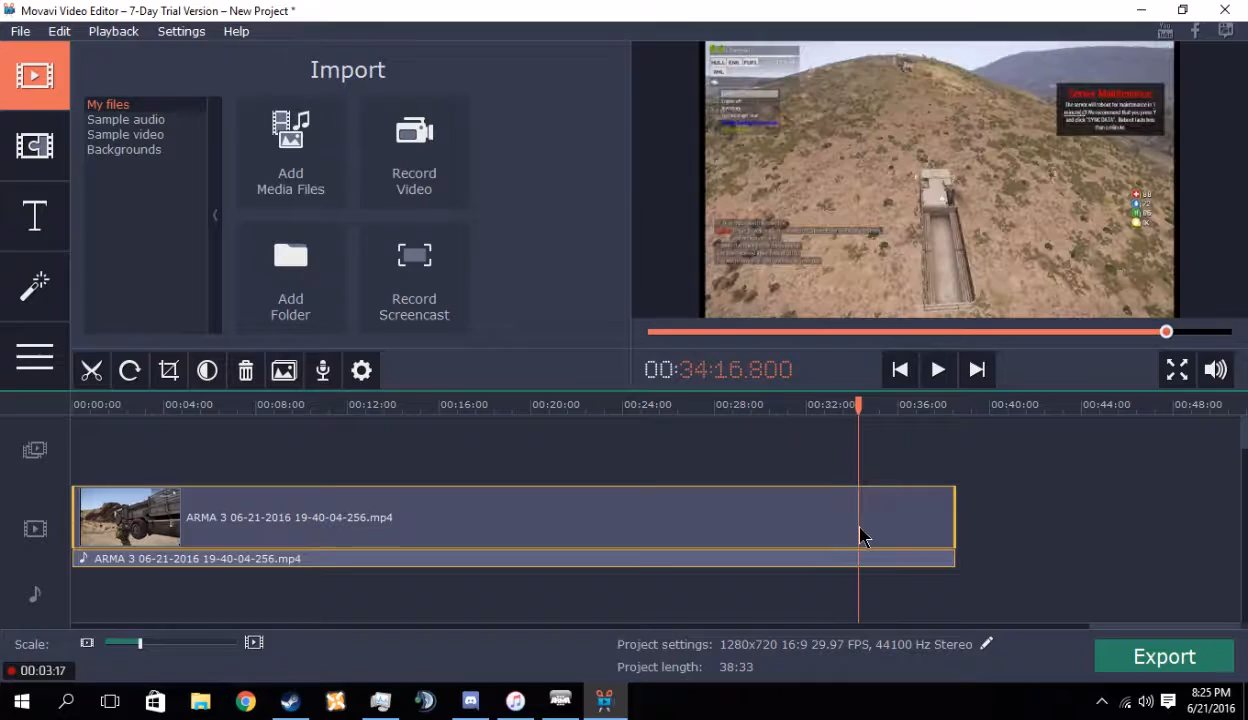 Movavi Video Editor – 7-Day Trial Version – New Project *
File Edit Playback Settings Help
Import
My files
Sample audio
Sample video
Backgrounds
Add
Media Files
Record
Video
Add
Folder
Record
Screencast
Server Maintenance
00:34:16.800
00:00:00 00:04:00 00:08:00 00:12:00 00:16:00 00:20:00 00:24:00 00:28:00 00:32:00 00:36:00 00:40:00 00:44:00 00:48:00
ARMA 3 06-21-2016 19-40-04-256.mp4
ARMA 3 06-21-2016 19-40-04-256.mp4
Scale:
Project settings: 1280x720 16:9 29.97 FPS, 44100 Hz Stereo
Project length: 38:33
Export
00:03:17
8:25 PM
6/21/2016